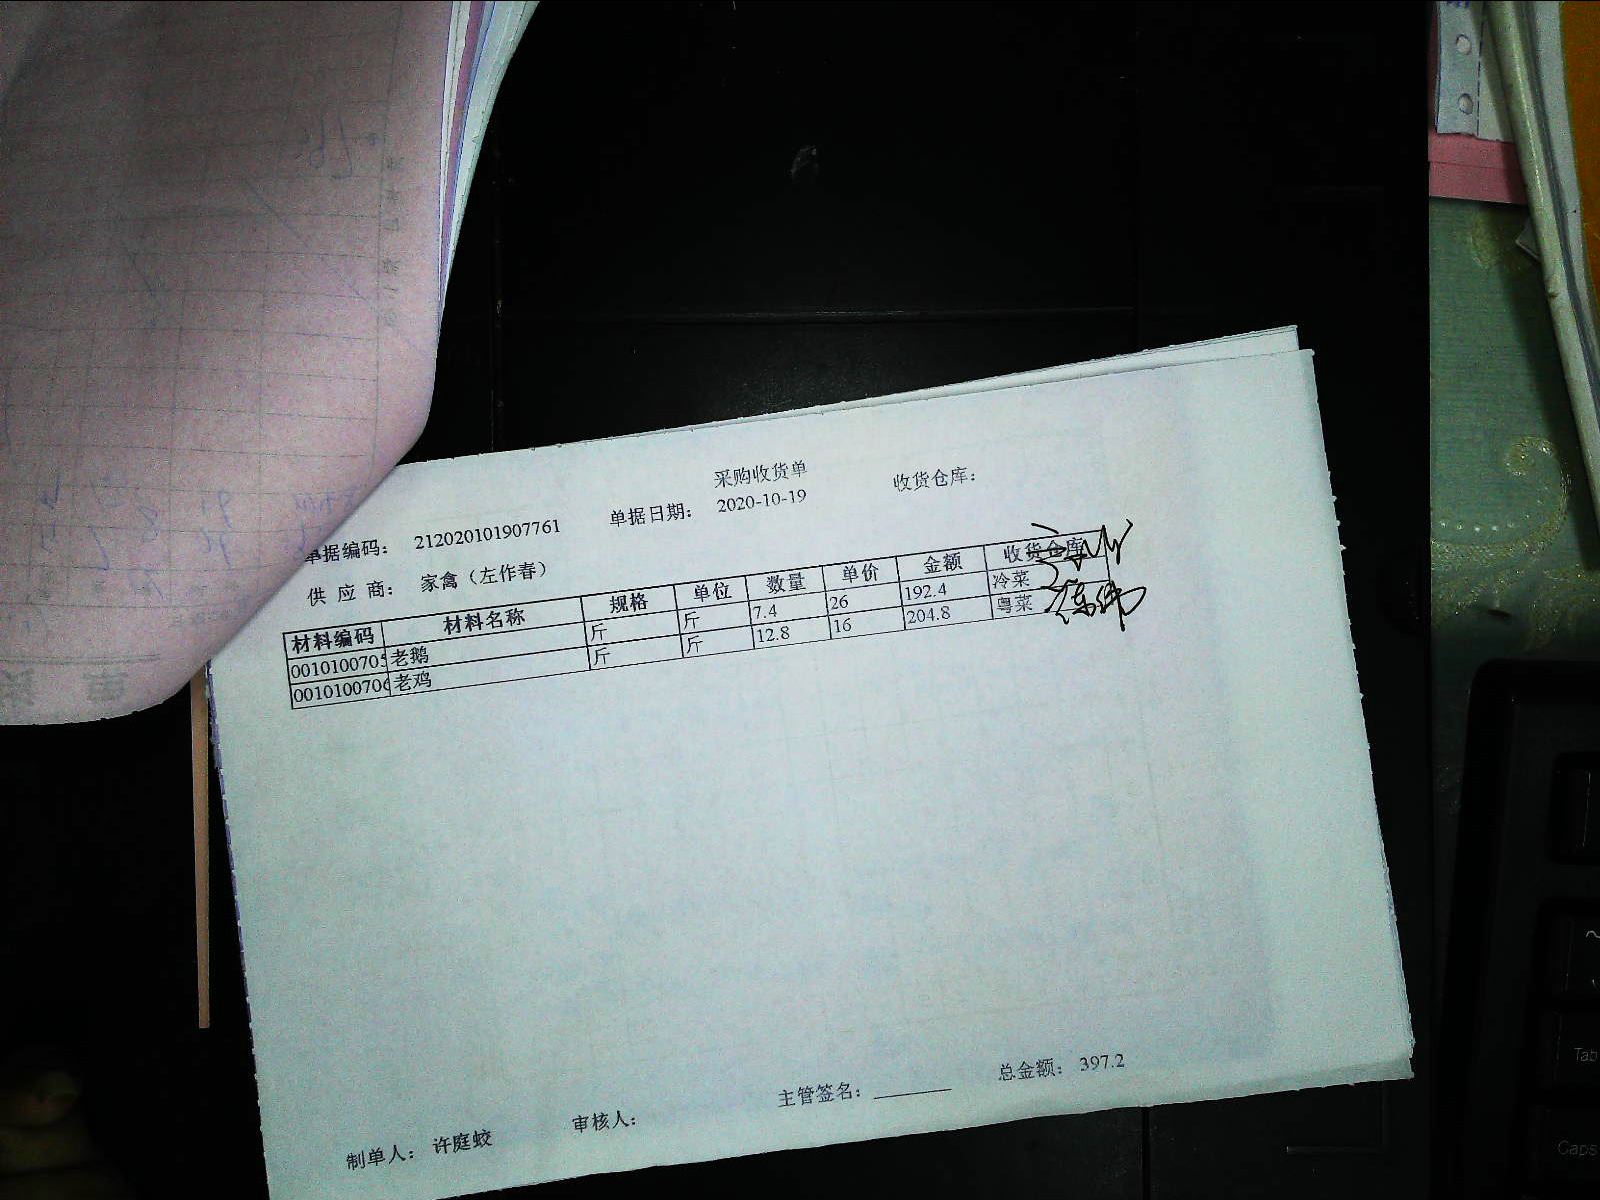 采购收货单
单据编码： 212020101907761 单据日期： 2020-10-19 收货仓库：
供 应 商： 家禽（左作春）
材料编码 材料名称 规格 单位 数量 单价 金额 收货仓库
0010100705 老鹅 斤 斤 7.4 26 192.4 冷菜
0010100706 老鸡 斤 斤 12.8 16 204.8 粤菜
制单人： 许庭蛟 审核人： 主管签名： 总金额： 397.2
Tab
Caps